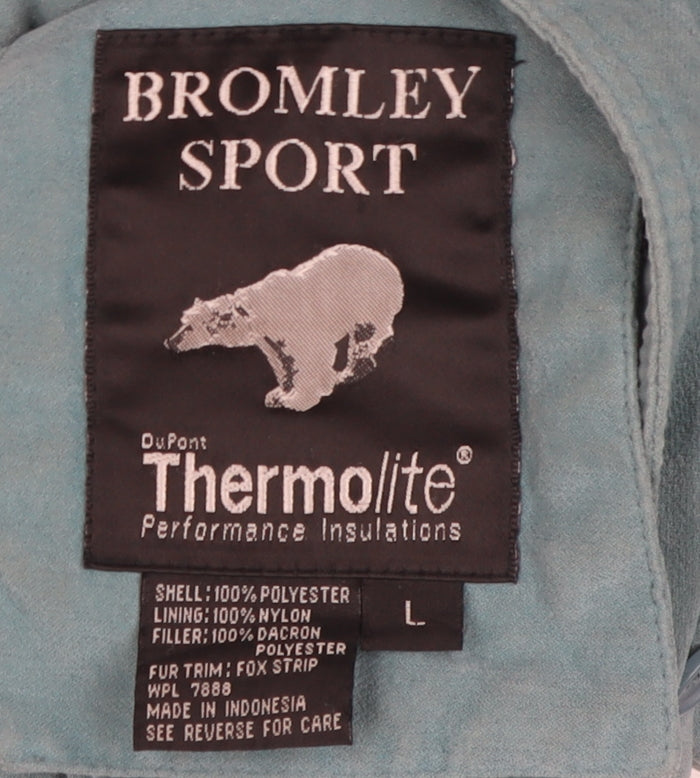 BROMLEY
SPORT
DuPont
Thermolite®
Performance Insulations
SHELL: 100% POLYESTER
LINING: 100% NYLON
FILLER: 100% DACRON
POLYESTER
FUR TRIM: FOX STRIP
WPL 7888
MADE IN INDONESIA
SEE REVERSE FOR CARE
L